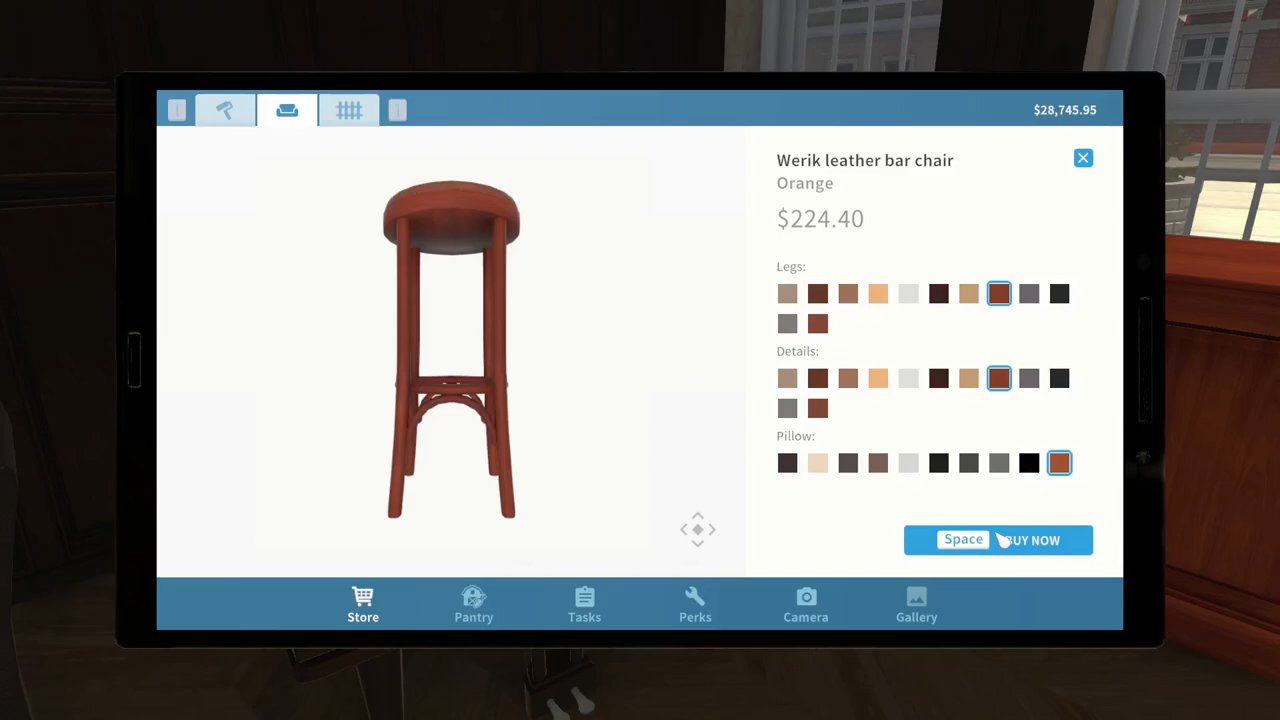 $28,745.95
Werik leather bar chair
Orange
$224.40
Legs:
Details:
Pillow:
Space BUY NOW
Store
Pantry
Tasks
Perks
Camera
Gallery